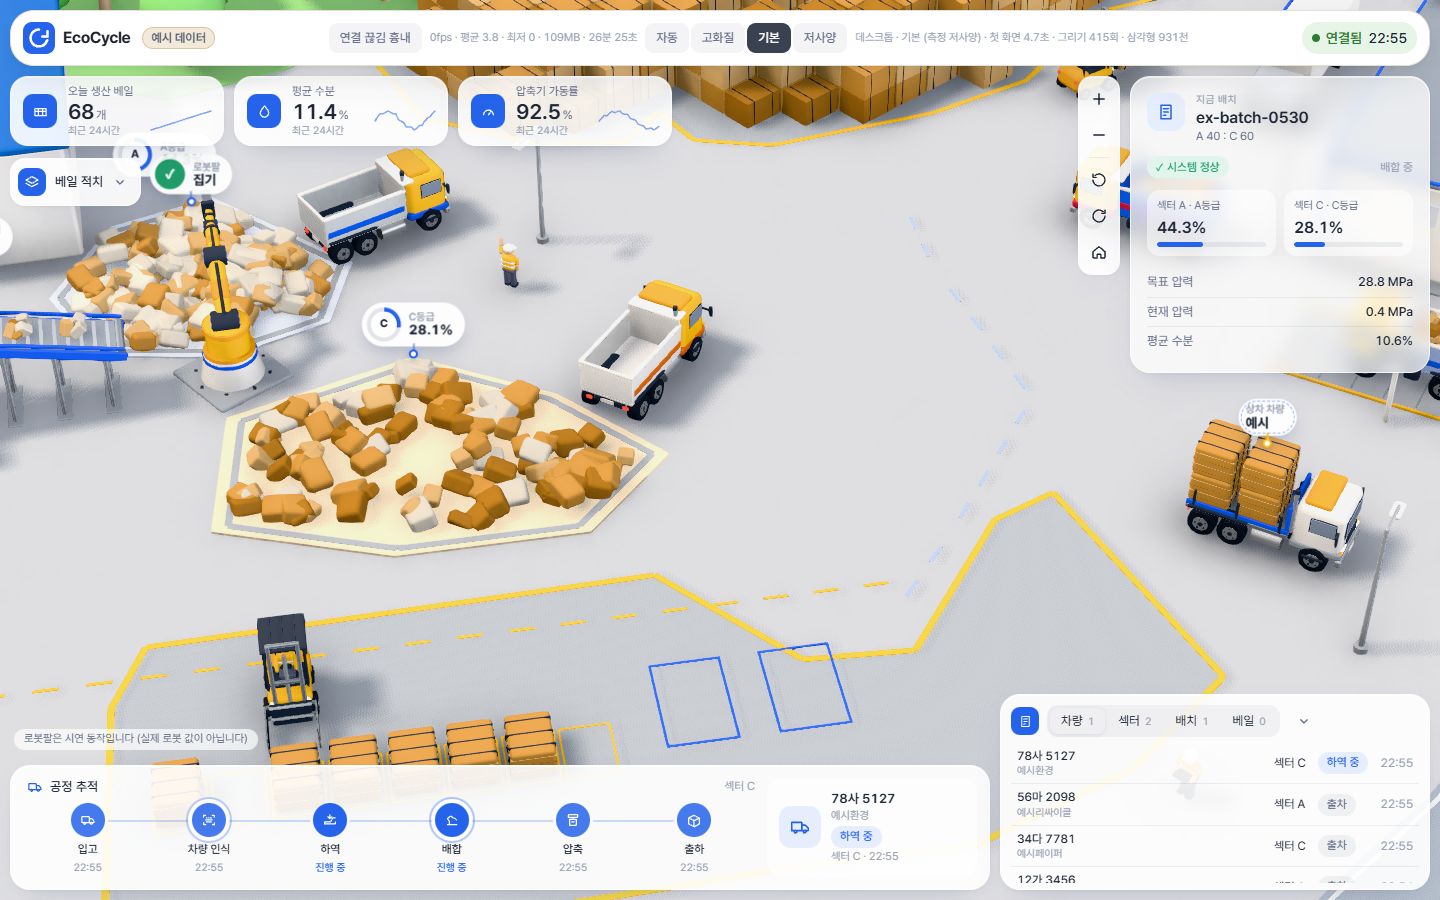 EcoCycle
예시 데이터
연결 끊김 흉내
0fps · 평균 3.8 · 최저 0 · 109MB · 26분 25초
자동
고화질
기본
저사양
데스크톱 · 기본 (측정 저사양) · 첫 화면 4.7초 · 그리기 415회 · 삼각형 931천
연결됨 22:55
오늘 생산 베일
68개
최근 24시간
평균 수분
11.4%
최근 24시간
압축기 가동률
92.5%
최근 24시간
베일 적치
A
A등급
로봇팔
집기
C
C등급
28.1%
지금 배치
ex-batch-0530
A 40 : C 60
✓ 시스템 정상
배합 중
섹터 A · A등급
44.3%
섹터 C · C등급
28.1%
목표 압력
28.8 MPa
현재 압력
0.4 MPa
평균 수분
10.6%
상차 차량
예시
로봇팔은 시연 동작입니다 (실제 로봇 값이 아닙니다)
공정 추적
섹터 C
입고
22:55
차량 인식
22:55
하역
진행 중
배합
진행 중
압축
22:55
출하
22:55
78사 5127
예시환경
하역 중
섹터 C · 22:55
차량 1
섹터 2
배치 1
베일 0
78사 5127
예시환경
섹터 C
하역 중
22:55
56마 2098
예시리싸이클
섹터 A
출차
22:55
34다 7781
예시페이퍼
섹터 C
출차
22:55
12가 3456